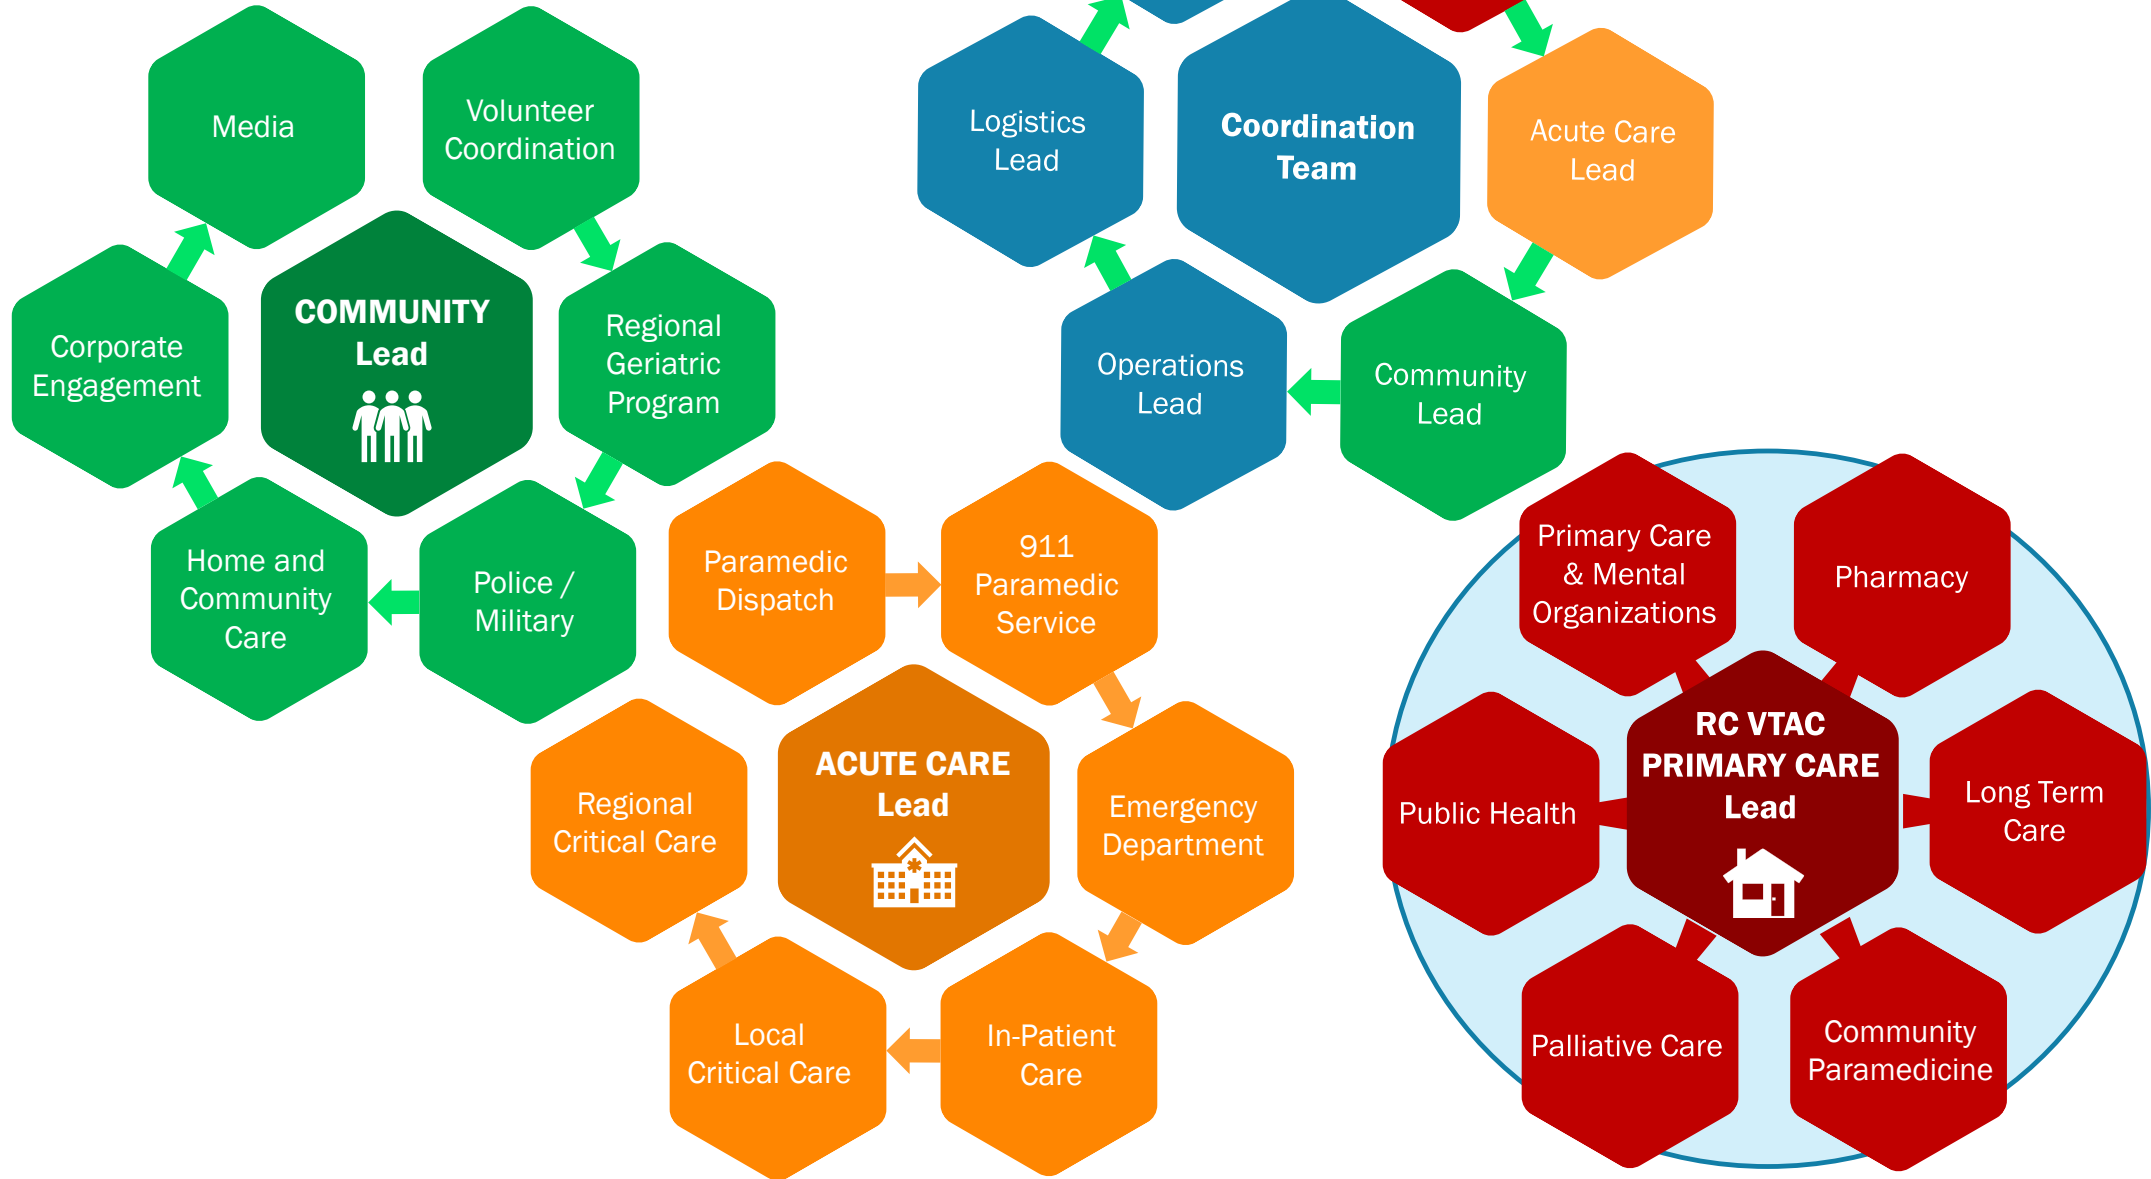 Media
Volunteer
Coordination
COMMUNITY
Lead
Regional
Geriatric
Program
Corporate
Engagement
Home and
Community
Care
Police /
Military
Logistics
Lead
Coordination
Team
Acute Care
Lead
Operations
Lead
Community
Lead
Paramedic
Dispatch
911
Paramedic
Service
ACUTE CARE
Lead
Regional
Critical Care
Emergency
Department
Local
Critical Care
In-Patient
Care
Primary Care
& Mental
Organizations
Pharmacy
RC VTAC
PRIMARY CARE
Lead
Public Health
Long Term
Care
Palliative Care
Community
Paramedicine